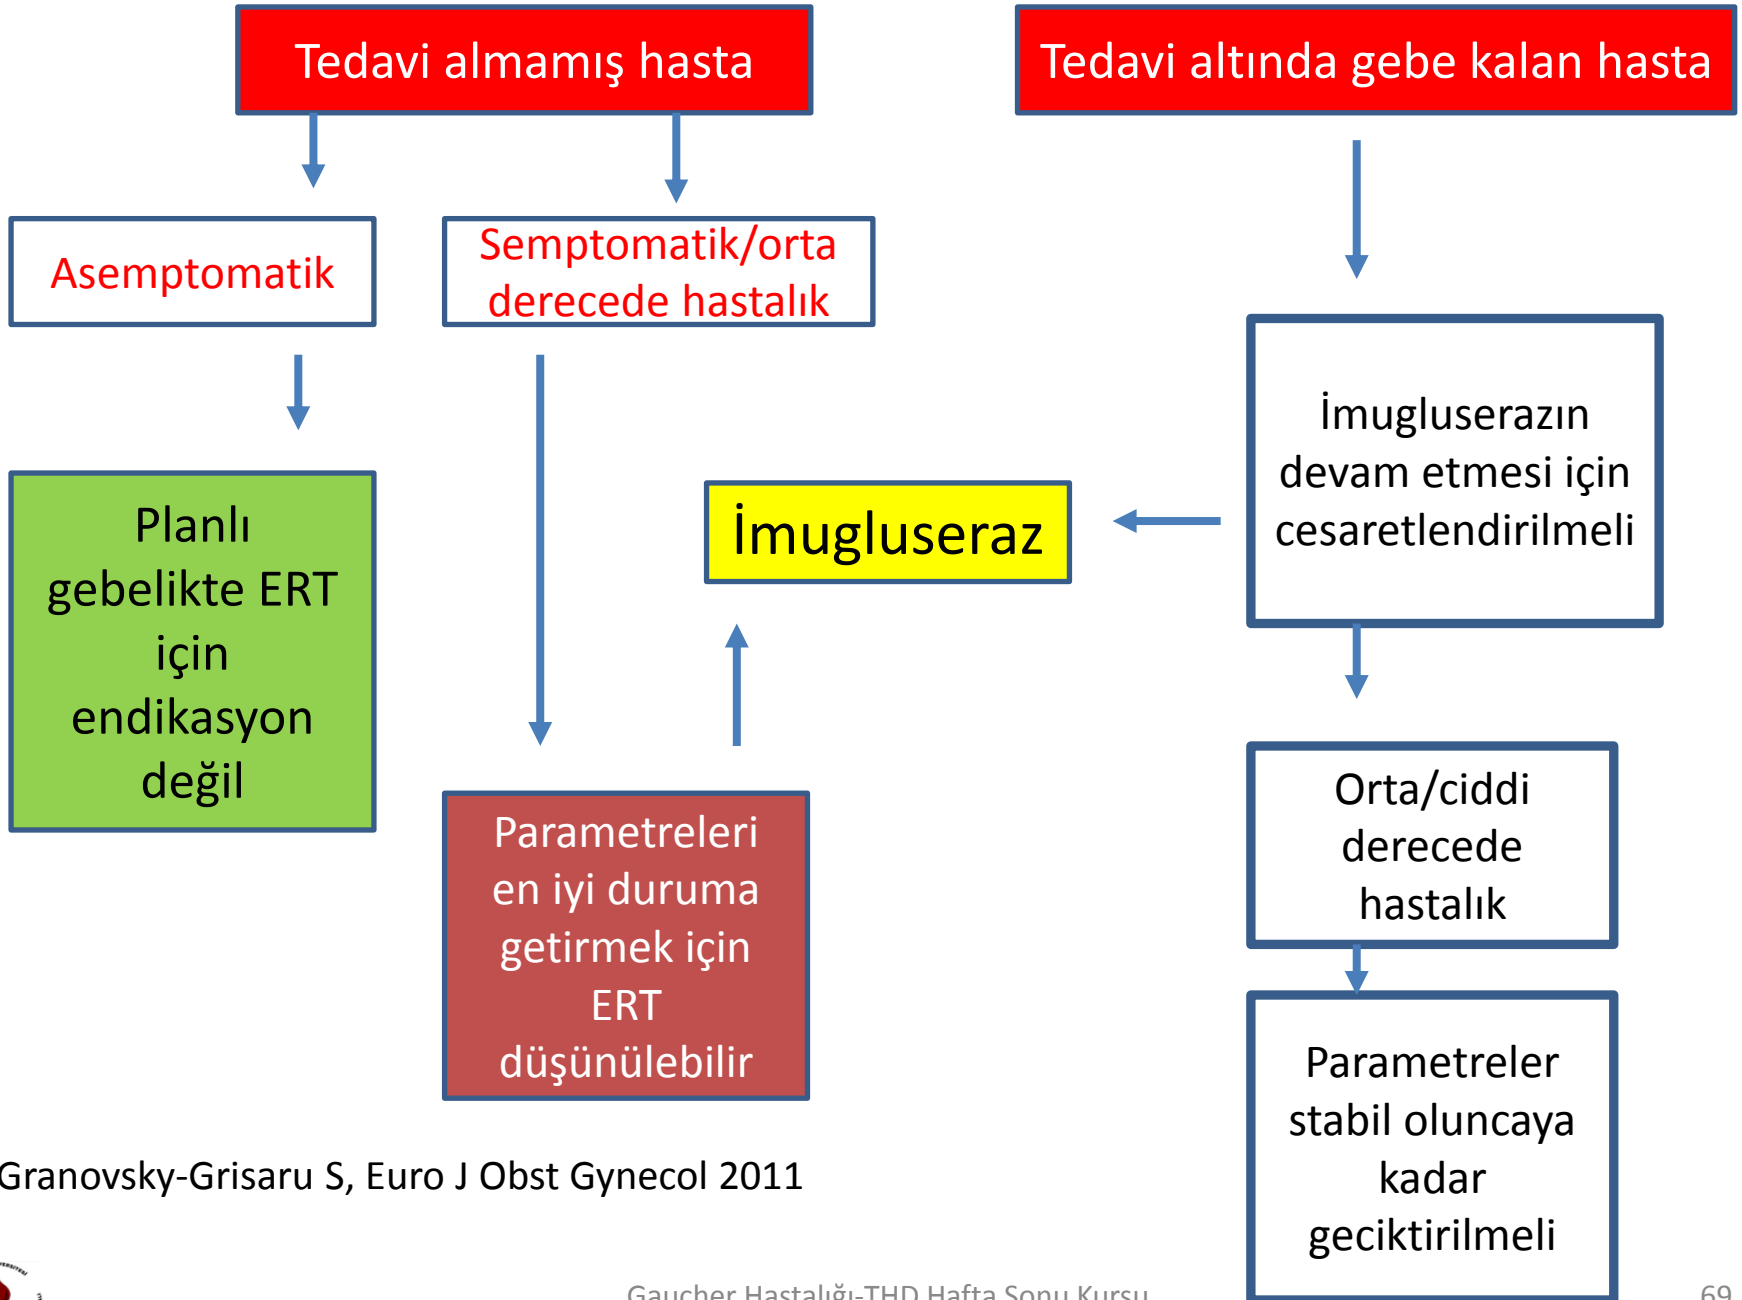 Tedavi almamış hasta
Tedavi altında gebe kalan hasta
Asemptomatik
Semptomatik/orta
derecede hastalık
İmugluserazın
devam etmesi için
cesaretlendirilmeli
Planlı
gebelikte ERT
için
endikasyon
değil
İmugluseraz
Parametreleri
en iyi duruma
getirmek için
ERT
düşünülebilir
Orta/ciddi
derecede
hastalık
Parametreler
stabil oluncaya
kadar
geciktirilmeli
Granovsky-Grisaru S, Euro J Obst Gynecol 2011
Gaucher Hastalığı-THD Hafta Sonu Kursu
69